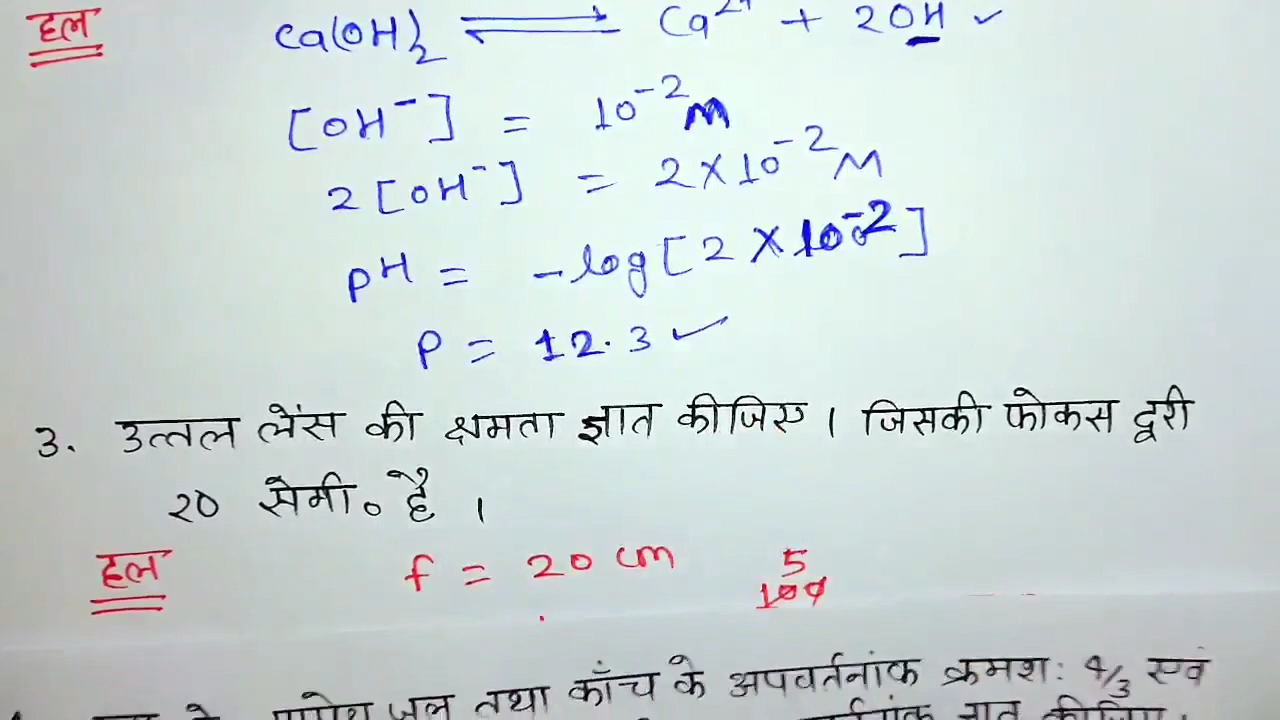 हल Ca(OH)₂ ⇌ Ca²⁺ + 2OH ✓
[OH⁻] = 10⁻² M
2[OH⁻] = 2×10⁻² M
pH = -log[2×10⁻²]
P = 12.3 ✓
3. उत्तल लेंस की क्षमता ज्ञात कीजिए । जिसकी फोकस दूरी
20 सेमी० है ।
हल f = 20 cm 5
100
जल तथा काँच के अपवर्तनांक क्रमशः 4/3 एवं
ज्ञात कीजिए ।